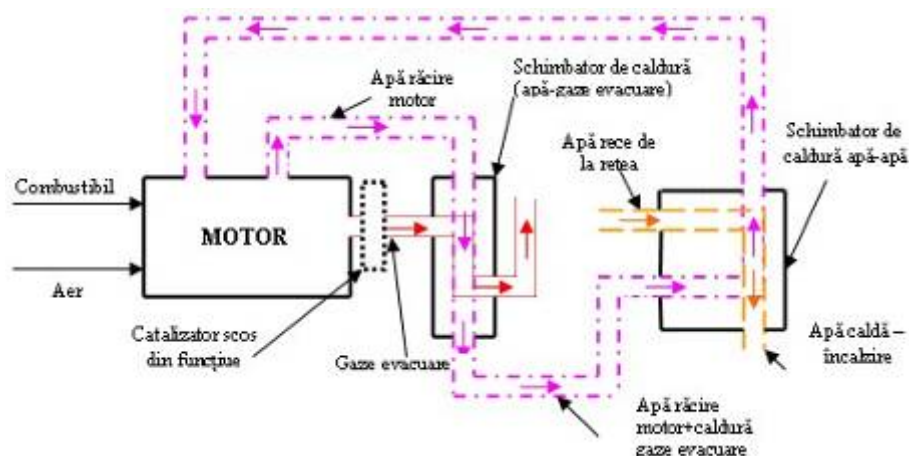 Schimbator de caldură
(apă-gaze evacuare)
Apă răcire
motor
Schimbator de
caldură apă-apă
Apă rece de
la retea
Combustibil
MOTOR
Aer
Catalizator scos
din funcțiue
Gaze evacuare
Apă caldă –
încalzire
Apă răcire
motor+caldură
gaze evacuare